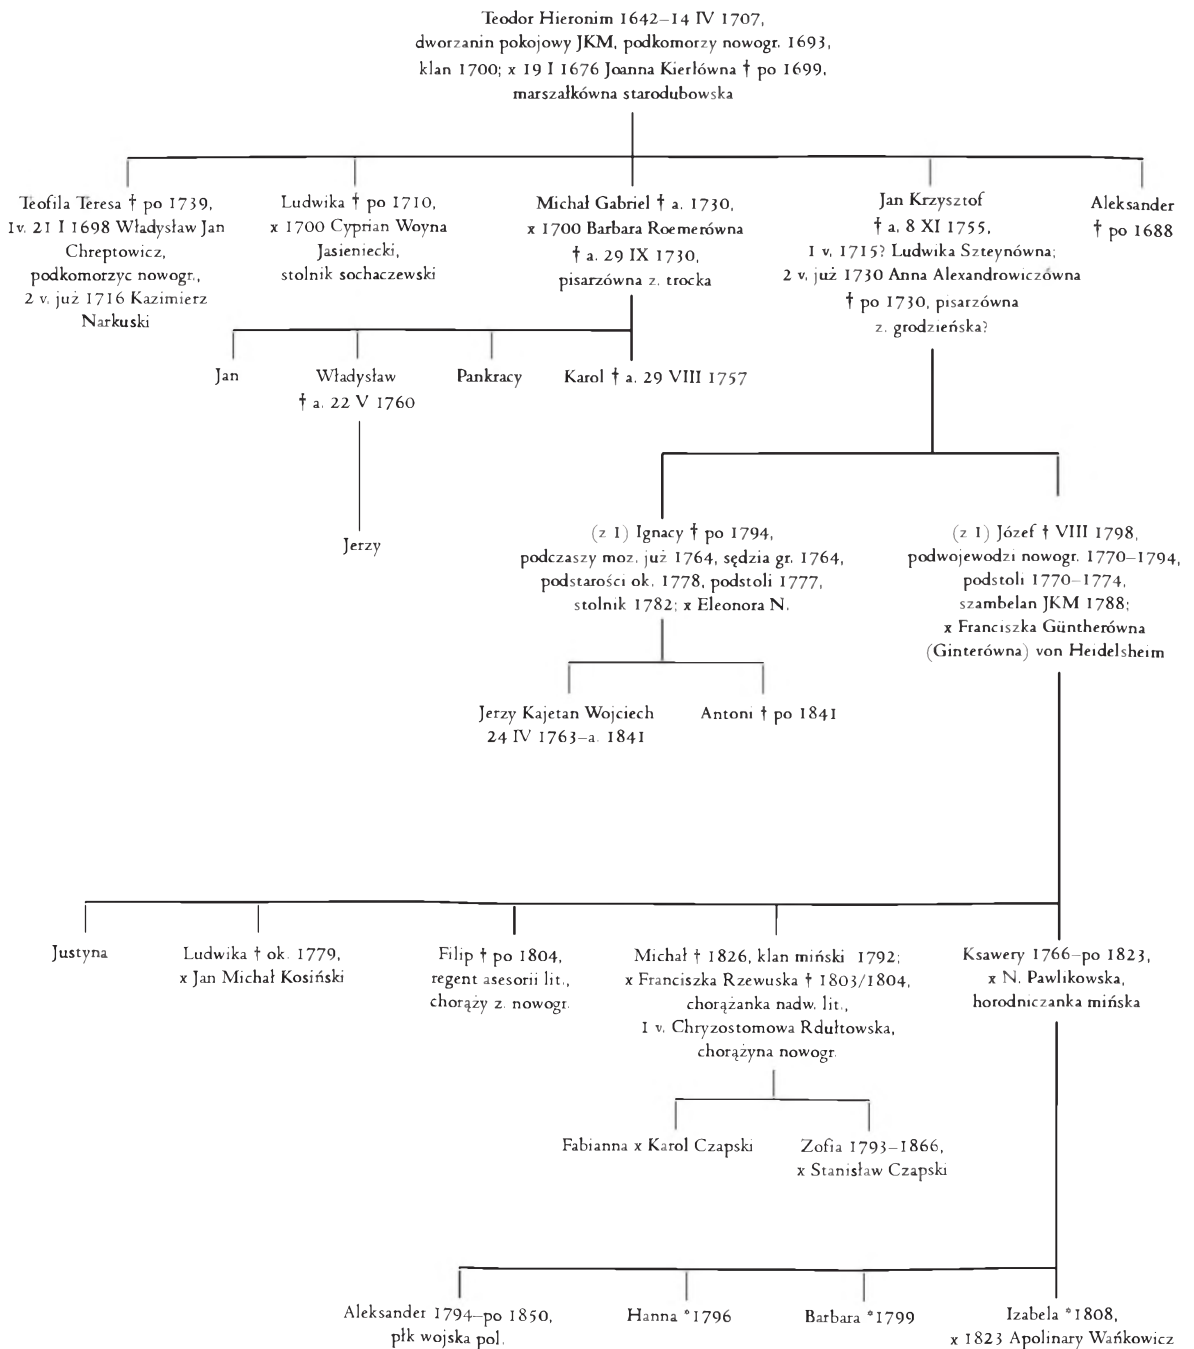 Teodor Hieronim 1642–14 IV 1707,
dworzanin pokojowy JKM, podkomorzy nowogr. 1693,
klan 1700; x 19 I 1676 Joanna Kierłówna † po 1699,
marszałkówna starodubowska
Teofila Teresa † po 1739,
1v. 21 I 1698 Władysław Jan
Chreptowicz,
podkomorzyc nowogr.,
2 v. już 1716 Kazimierz
Narkuski
Ludwika † po 1710,
x 1700 Cyprian Woyna
Jasieniecki,
stolnik sochaczewski
Michał Gabriel † a. 1730,
x 1700 Barbara Roemerówna
† a. 29 IX 1730,
pisarzówna z. trocka
Jan Krzysztof
† a. 8 XI 1755,
1 v. 1715? Ludwika Szteynówna;
2 v. już 1730 Anna Alexandrowiczówna
† po 1730, pisarzówna
z. grodzieńska?
Aleksander
† po 1688
Jan
Władysław
† a. 22 V 1760
Pankracy
Karol † a. 29 VIII 1757
Jerzy
(z 1) Ignacy † po 1794,
podczaszy moz. już 1764, sędzia gr. 1764,
podstarości ok. 1778, podstoli 1777,
stolnik 1782; x Eleonora N.
(z 1) Józef † VIII 1798,
podwojewodzi nowogr. 1770–1794,
podstoli 1770–1774,
szambelan JKM 1788;
x Franciszka Güntherówna
(Ginterówna) von Heidelsheim
Jerzy Kajetan Wojciech
24 IV 1763–a. 1841
Antoni † po 1841
Justyna
Ludwika † ok. 1779,
x Jan Michał Kosiński
Filip † po 1804,
regent asesorii lit.,
chorąży z. nowogr.
Michał † 1826, klan miński 1792;
x Franciszka Rzewuska † 1803/1804,
chorążanka nadw. lit.,
1 v. Chryzostomowa Rdułtowska,
chorążyna nowogr.
Ksawery 1766–po 1823,
x N. Pawlikowska,
horodniczanka mińska
Fabianna x Karol Czapski
Zofia 1793–1866,
x Stanisław Czapski
Aleksander 1794–po 1850,
płk wojska pol.
Hanna *1796
Barbara *1799
Izabela *1808,
x 1823 Apolinary Wańkowicz